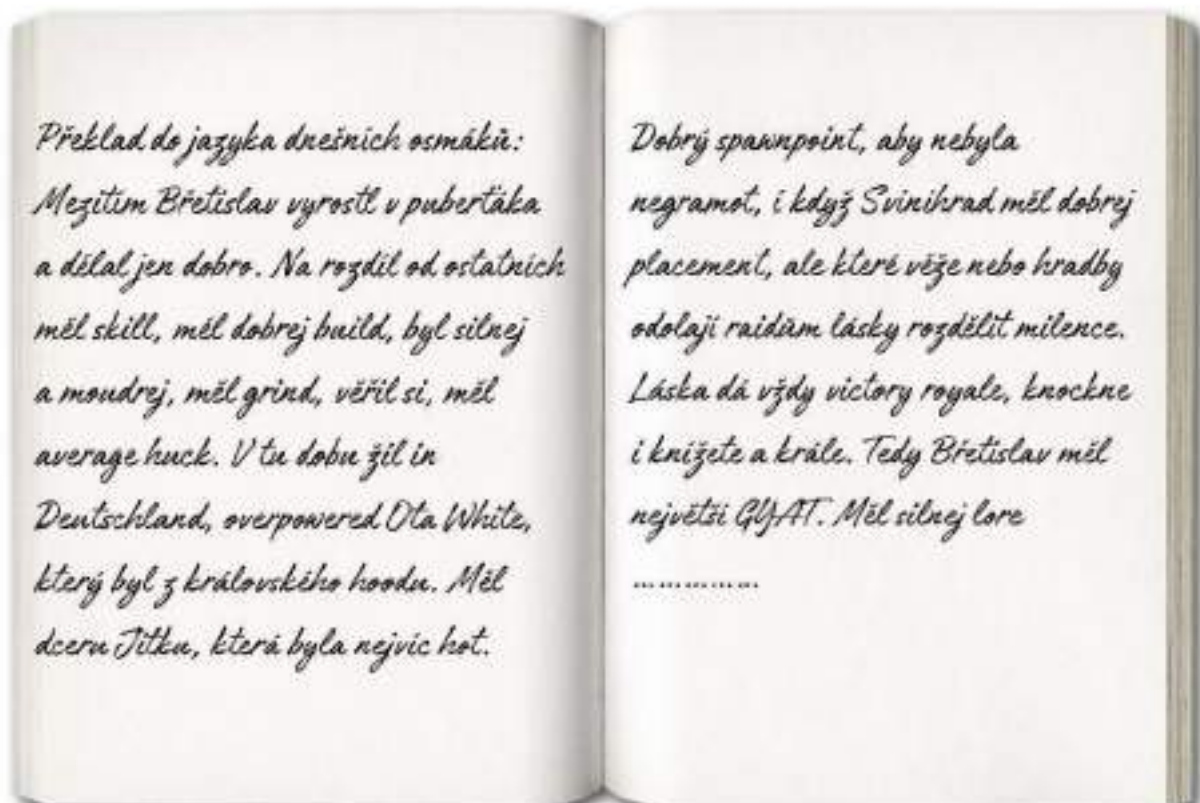 Překlad do jazyka dnešních osmáků:
Mezitím Břetislav vyrostl v puberťáka
a dělal jen dobro. Na rozdíl od ostatních
měl skill, měl dobrej build, byl silnej
a moudrej, měl grind, věřil si, měl
average huck. V tu dobu žil in
Deutschland, overpowered Ota White,
který byl z královského hoodu. Měl
dceru Jitku, která byla nejvíc hot.
Dobrý spawnpoint, aby nebyla
negramot, i když Svinihrad měl dobrej
placement, ale které věže nebo hradby
odolají raidům lásky rozdělit milence.
Láska dá vždy victory royale, knockne
i knížete a krále. Tedy Břetislav měl
největší GYAT. Měl silnej lore
... ... ... ... ...